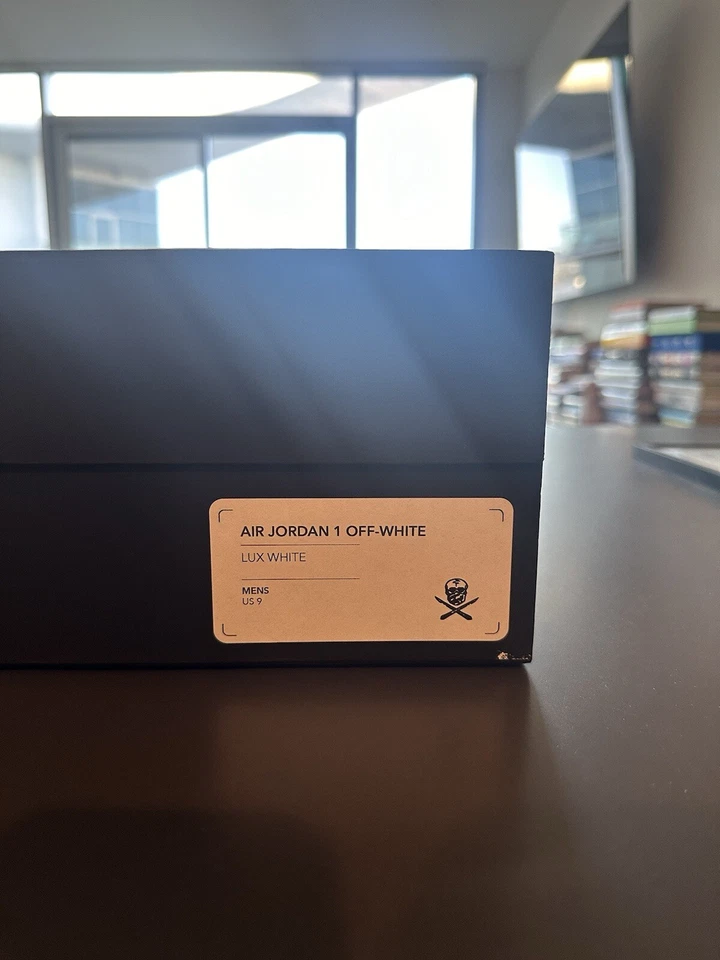 AIR JORDAN 1 OFF-WHITE
LUX WHITE
MENS
US 9